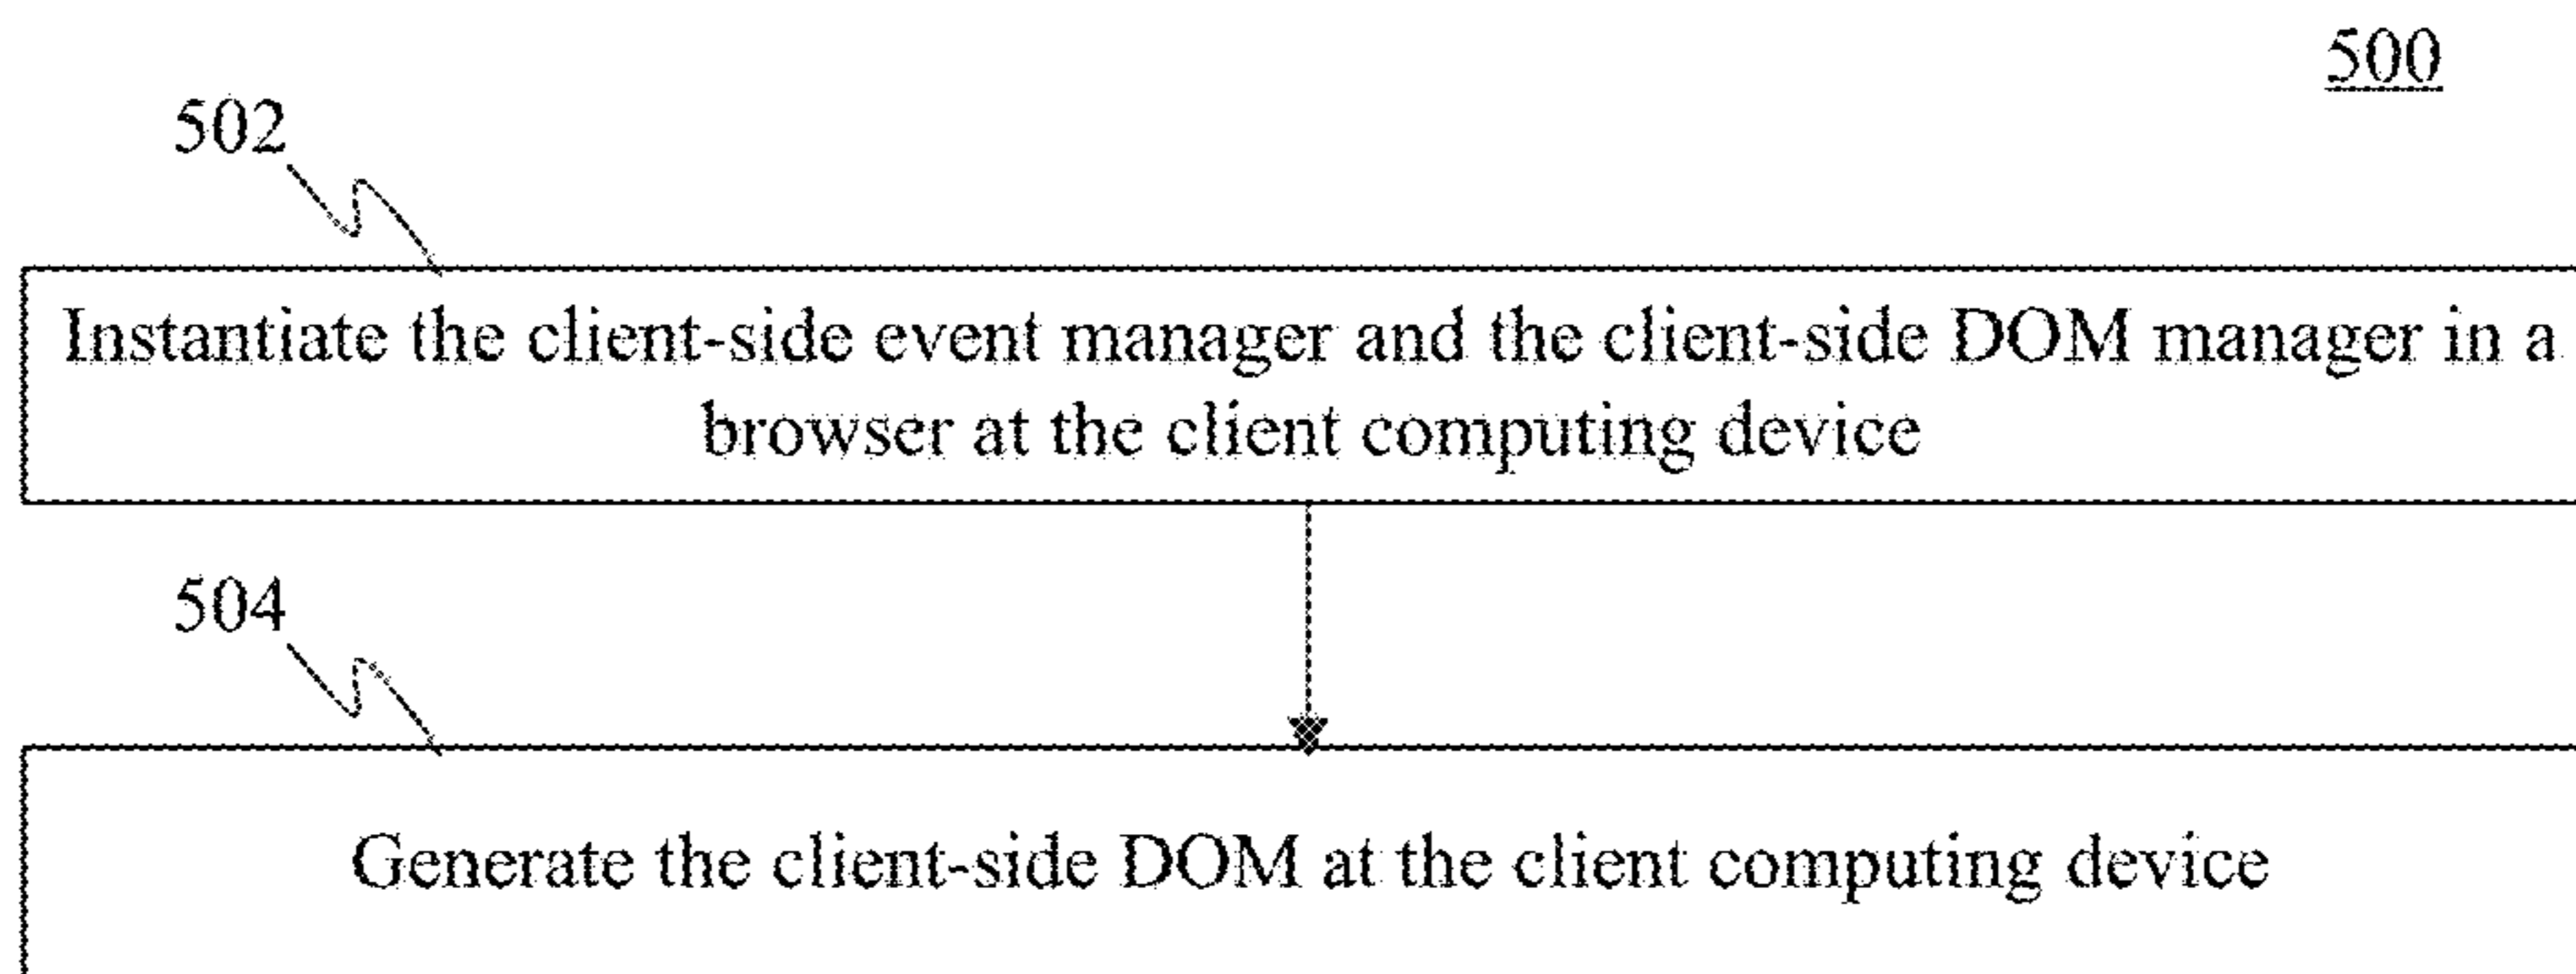 500
502
Instantiate the client-side event manager and the client-side DOM manager in a
browser at the client computing device
504
Generate the client-side DOM at the client computing device